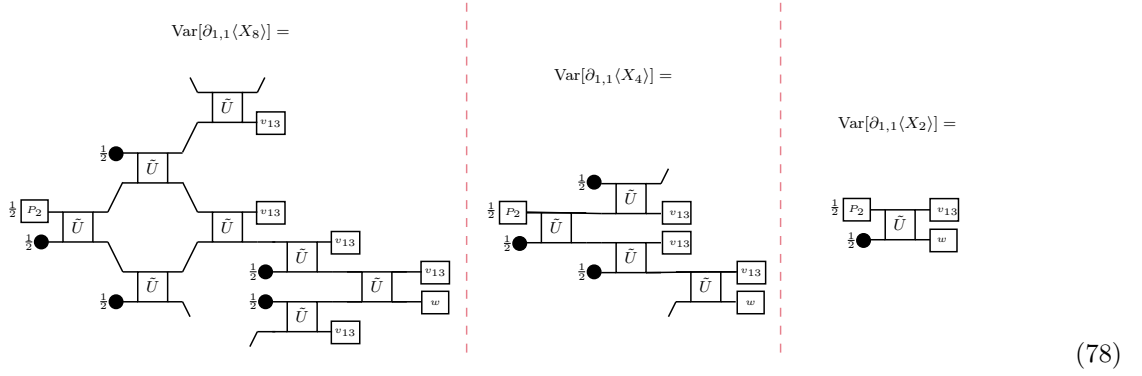 Var[∂₁,₁⟨X₈⟩] =
Ũ
v₁₃
½
Ũ
½ P₂ Ũ Ũ v₁₃
½
v₁₃
Ũ
½ v₁₃
½ Ũ Ũ
½ w
Ũ
v₁₃
Var[∂₁,₁⟨X₄⟩] =
½
Ũ
½ P₂ v₁₃
Ũ
½ v₁₃
Ũ
½ v₁₃
Ũ
w
Var[∂₁,₁⟨X₂⟩] =
½ P₂ v₁₃
Ũ
½ w
(78)